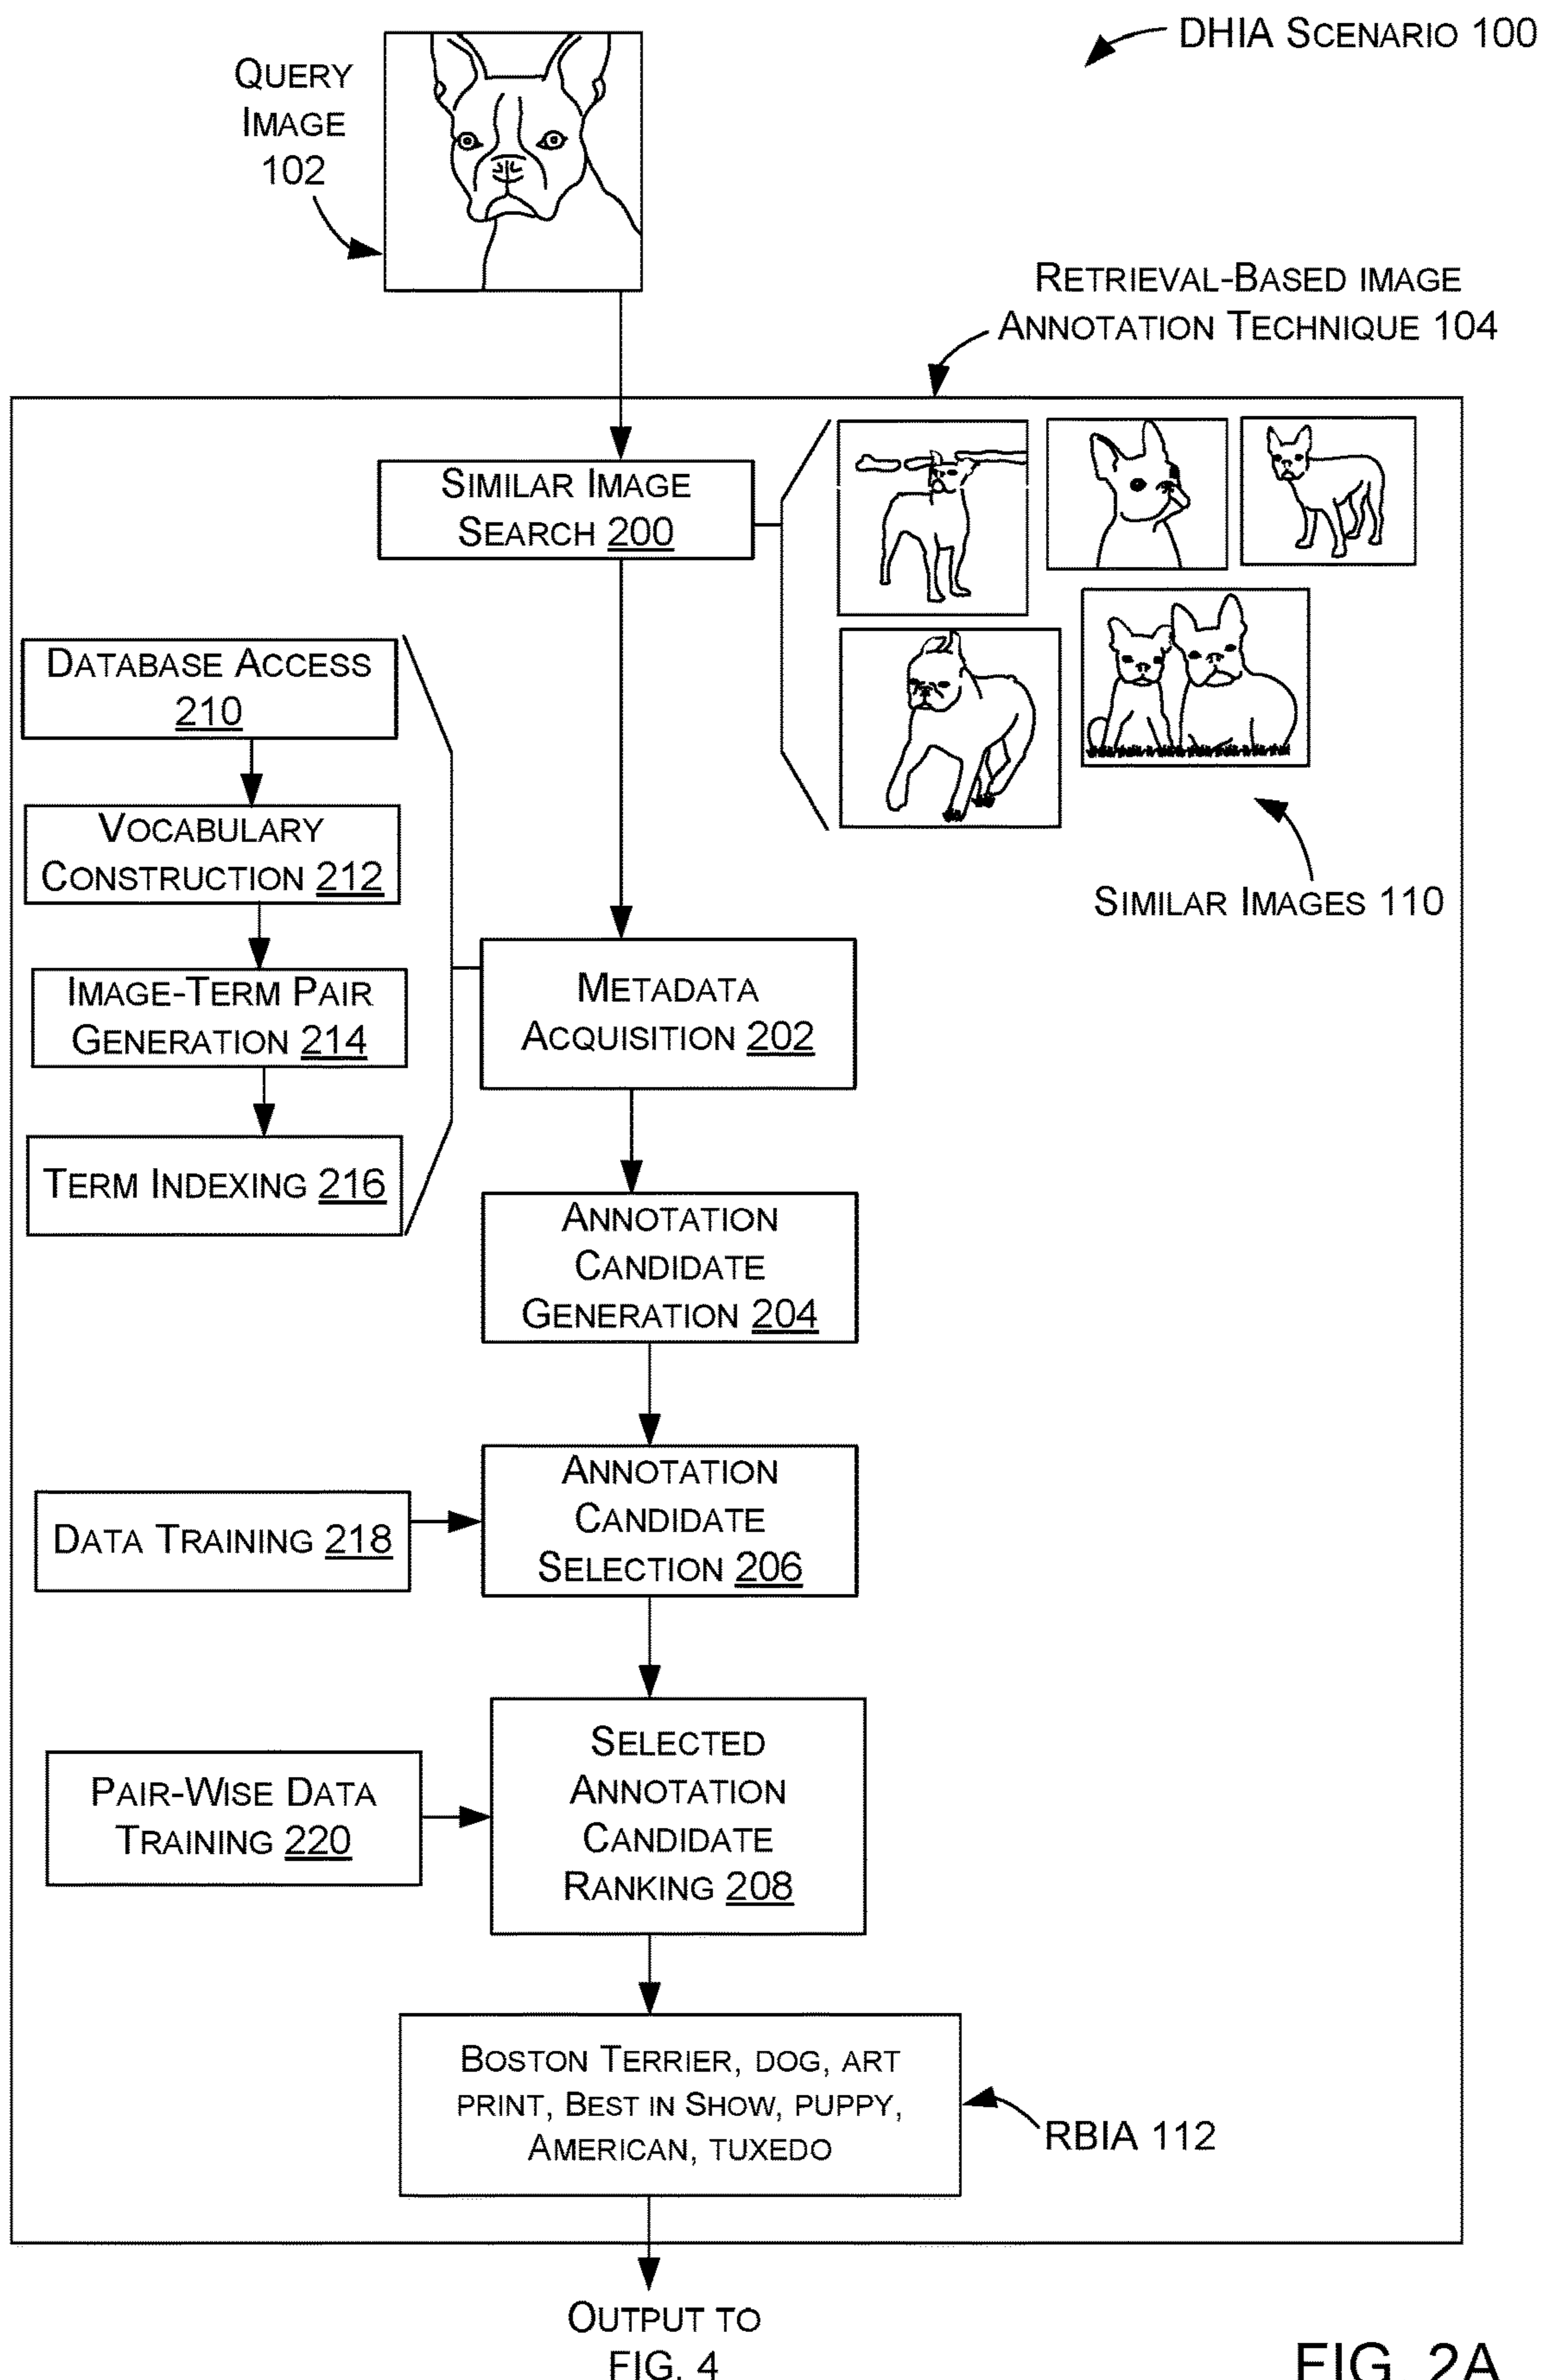 DHIA SCENARIO 100
QUERY
IMAGE
102
RETRIEVAL-BASED IMAGE
ANNOTATION TECHNIQUE 104
SIMILAR IMAGE
SEARCH 200
SIMILAR IMAGES 110
DATABASE ACCESS
210
VOCABULARY
CONSTRUCTION 212
IMAGE-TERM PAIR
GENERATION 214
TERM INDEXING 216
METADATA
ACQUISITION 202
ANNOTATION
CANDIDATE
GENERATION 204
DATA TRAINING 218
ANNOTATION
CANDIDATE
SELECTION 206
PAIR-WISE DATA
TRAINING 220
SELECTED
ANNOTATION
CANDIDATE
RANKING 208
BOSTON TERRIER, DOG, ART
PRINT, BEST IN SHOW, PUPPY,
AMERICAN, TUXEDO
RBIA 112
OUTPUT TO
FIG. 4
FIG. 2A